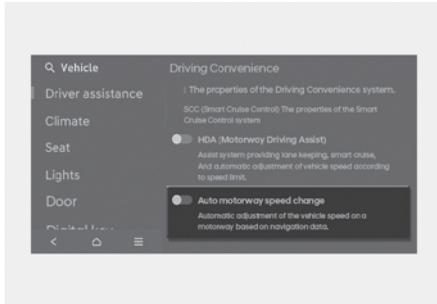 Vehicle
Driver assistance
Climate
Seat
Lights
Door
Digital key
Driving Convenience
The properties of the Driving Convenience system.
SCC (Smart Cruise Control) The properties of the Smart
Cruise Control system
HDA (Motorway Driving Assist)
Assist system providing lane keeping, smart cruise,
And automatic adjustment of vehicle speed according
to speed limit.
Auto motorway speed change
Automatic adjustment of the vehicle speed on a
motorway based on navigation data.